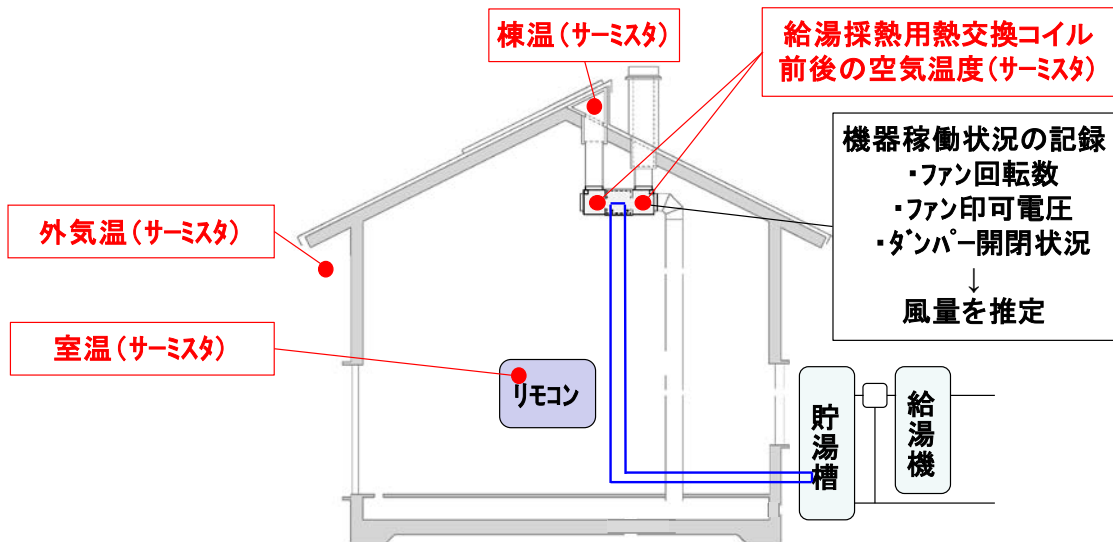 棟温(サーミスタ)
給湯採熱用熱交換コイル
前後の空気温度(サーミスタ)
機器稼働状況の記録
・ファン回転数
・ファン印可電圧
・ダンパー開閉状況
↓
風量を推定
外気温(サーミスタ)
室温(サーミスタ)
リモコン
貯湯槽
給湯機